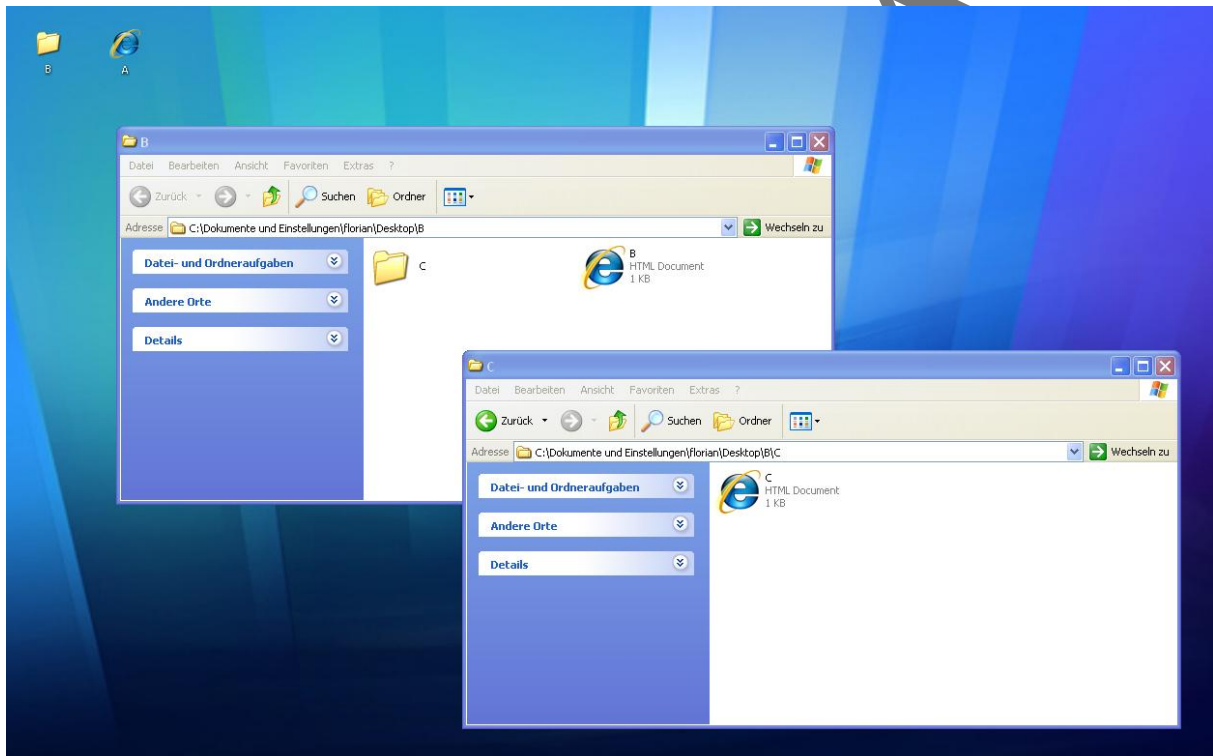 B A
B
Datei Bearbeiten Ansicht Favoriten Extras ?
Zurück Suchen Ordner
Adresse C:\Dokumente und Einstellungen\florian\Desktop\B Wechseln zu
Datei- und Ordneraufgaben
Andere Orte
Details
C
B
HTML Document
1 KB
C
Datei Bearbeiten Ansicht Favoriten Extras ?
Zurück Suchen Ordner
Adresse C:\Dokumente und Einstellungen\florian\Desktop\B\C Wechseln zu
Datei- und Ordneraufgaben
Andere Orte
Details
C
HTML Document
1 KB